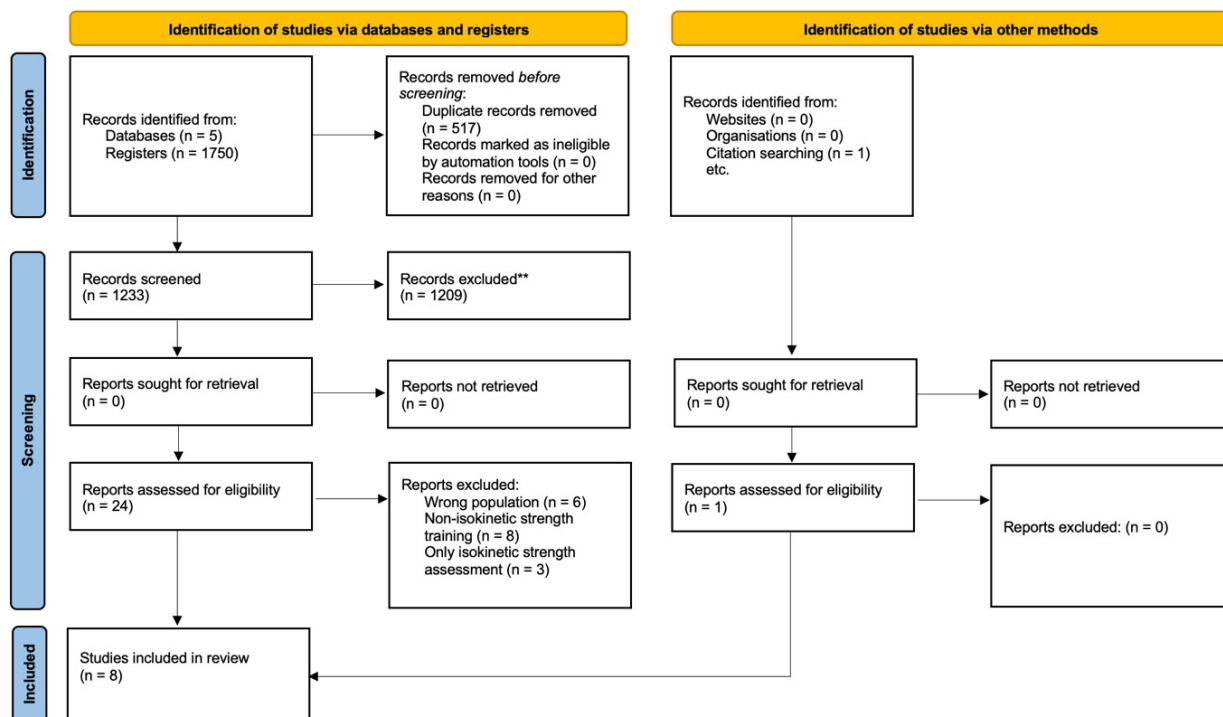 Identification of studies via databases and registers
Identification of studies via other methods
Identification
Records identified from:
Databases (n = 5)
Registers (n = 1750)
Records removed before
screening:
Duplicate records removed
(n = 517)
Records marked as ineligible
by automation tools (n = 0)
Records removed for other
reasons (n = 0)
Records identified from:
Websites (n = 0)
Organisations (n = 0)
Citation searching (n = 1)
etc.
Screening
Records screened
(n = 1233)
Records excluded**
(n = 1209)
Reports sought for retrieval
(n = 0)
Reports not retrieved
(n = 0)
Reports sought for retrieval
(n = 0)
Reports not retrieved
(n = 0)
Reports assessed for eligibility
(n = 24)
Reports excluded:
Wrong population (n = 6)
Non-isokinetic strength
training (n = 8)
Only isokinetic strength
assessment (n = 3)
Reports assessed for eligibility
(n = 1)
Reports excluded: (n = 0)
Included
Studies included in review
(n = 8)